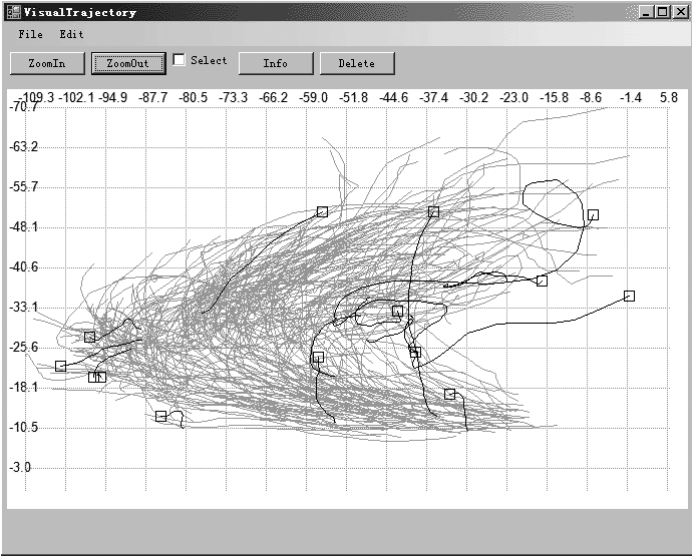 VisualTrajectory
File Edit
ZoomIn ZoomOut Select Info Delete
-109.3 -102.1 -94.9 -87.7 -80.5 -73.3 -66.2 -59.0 -51.8 -44.6 -37.4 -30.2 -23.0 -15.8 -8.6 -1.4 5.8
-70.7
-63.2
-55.7
-48.1
-40.6
-33.1
-25.6
-18.1
-10.5
-3.0